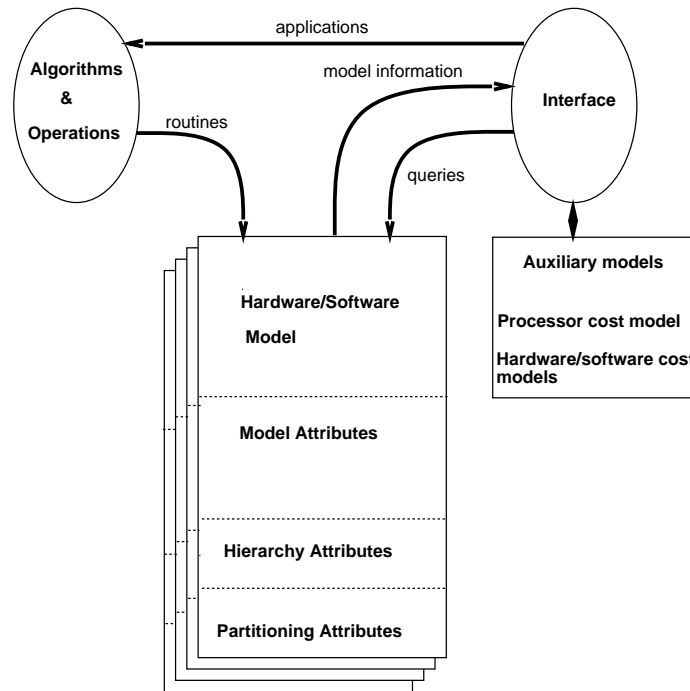 applications
Algorithms
&
Operations
model information
Interface
routines
queries
Auxiliary models
Processor cost model
Hardware/software cost
models
Hardware/Software
Model
Model Attributes
Hierarchy Attributes
Partitioning Attributes